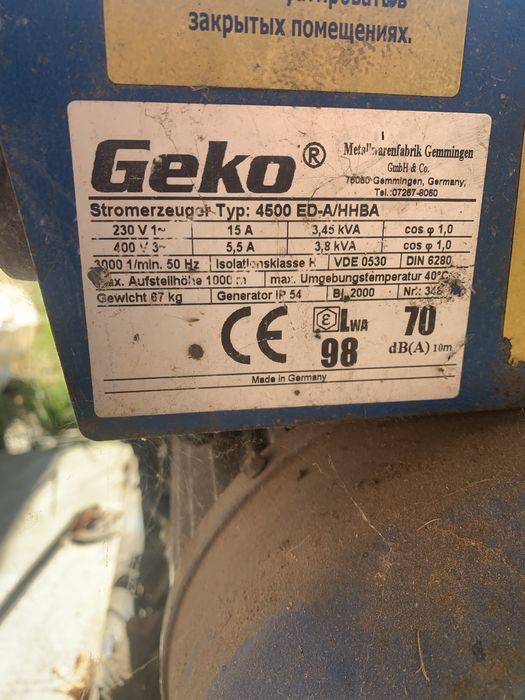 закрытых помещениях.
Geko®
Metallwarenfabrik Gemmingen
GmbH & Co.
75050 Gemmingen, Germany,
Tel.:07267-8060
Stromerzeuger Typ: 4500 ED-A/HHBA
230 V 1~ 15 A 3,45 kVA cos φ 1,0
400 V 3~ 5,5 A 3,8 kVA cos φ 1,0
3000 1/min. 50 Hz Isolationsklasse H VDE 0530 DIN 6280
max. Aufstellhöhe 1000 m max. Umgebungstemperatur 40°C
Gewicht 67 kg Generator IP 54 Bj. 2000 Nr.: 348
CE ε LWA 70
98 dB(A) 10m
Made in Germany